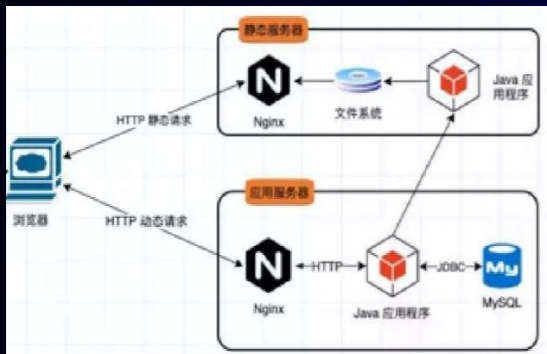 静态服务器
N
Nginx
文件系统
Java 应
用程序
HTTP 静态请求
浏览器
HTTP 动态请求
应用服务器
N
Nginx
HTTP
Java 应用程序
JDBC
My
MySQL